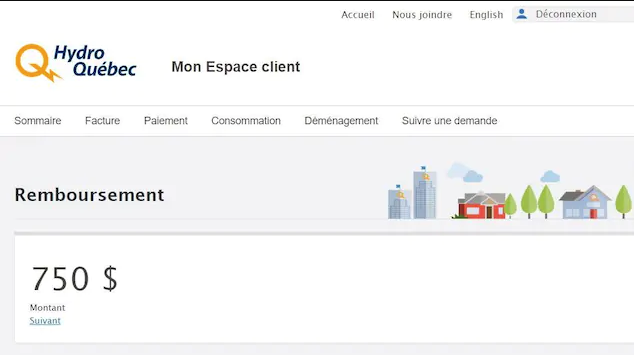 Accueil Nous joindre English Déconnexion
Hydro
Québec
Mon Espace client
Sommaire Facture Paiement Consommation Déménagement Suivre une demande
Remboursement
750 $
Montant
Suivant